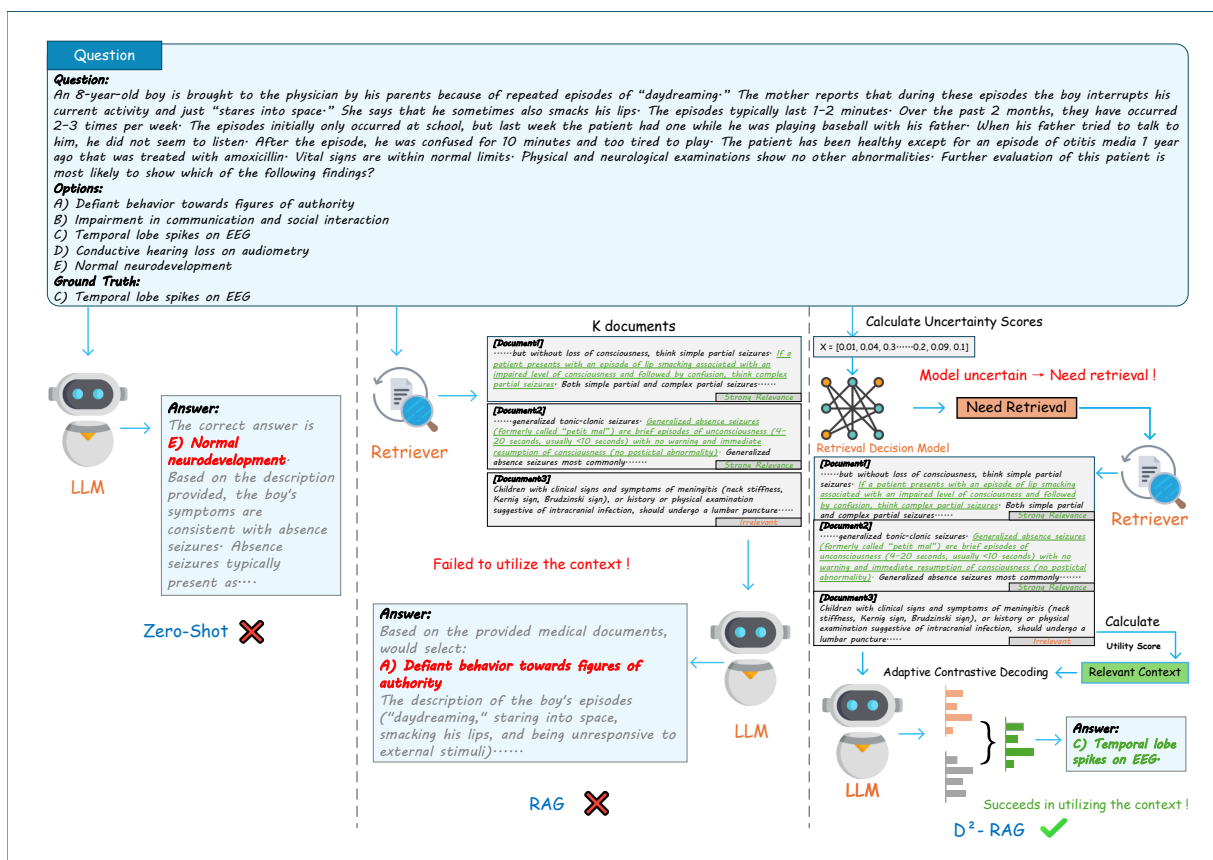 Question
Question:
An 8-year-old boy is brought to the physician by his parents because of repeated episodes of “daydreaming.” The mother reports that during these episodes the boy interrupts his
current activity and just “stares into space.” She says that he sometimes also smacks his lips. The episodes typically last 1-2 minutes. Over the past 2 months, they have occurred
2-3 times per week. The episodes initially only occurred at school, but last week the patient had one while he was playing baseball with his father. When his father tried to talk to
him, he did not seem to listen. After the episode, he was confused for 10 minutes and too tired to play. The patient has been healthy except for an episode of otitis media 1 year
ago that was treated with amoxicillin. Vital signs are within normal limits. Physical and neurological examinations show no other abnormalities. Further evaluation of this patient is
most likely to show which of the following findings?
Options:
A) Defiant behavior towards figures of authority
B) Impairment in communication and social interaction
C) Temporal lobe spikes on EEG
D) Conductive hearing loss on audiometry
E) Normal neurodevelopment
Ground Truth:
C) Temporal lobe spikes on EEG
LLM
Answer:
The correct answer is
E) Normal
neurodevelopment.
Based on the description
provided, the boy's
symptoms are
consistent with absence
seizures. Absence
seizures typically
present as....
Zero-Shot
Retriever
K documents
[Document1]
......but without loss of consciousness, think simple partial seizures. If a
patient presents with an episode of lip smacking associated with an
impaired level of consciousness and followed by confusion, think complex
partial seizures. Both simple partial and complex partial seizures......
Strong Relevance
[Document2]
......generalized tonic-clonic seizures. Generalized absence seizures
(formerly called “petit mal”) are brief episodes of unconsciousness (4-
20 seconds, usually <10 seconds) with no warning and immediate
resumption of consciousness (no postictal abnormality). Generalized
absence seizures most commonly.......
Strong Relevance
[Document3]
Children with clinical signs and symptoms of meningitis (neck stiffness,
Kernig sign, Brudzinski sign), or history or physical examination
suggestive of intracranial infection, should undergo a lumbar puncture.....
Irrelevant
Failed to utilize the context !
LLM
Answer:
Based on the provided medical documents,
would select:
A) Defiant behavior towards figures of
authority
The description of the boy's episodes
(“daydreaming,” staring into space,
smacking his lips, and being unresponsive to
external stimuli)......
RAG
Calculate Uncertainty Scores
X = [0.01, 0.04, 0.3......0.2, 0.09, 0.1]
Model uncertain → Need retrieval !
Need Retrieval
Retrieval Decision Model
Retriever
[Document1]
......but without loss of consciousness, think simple partial
seizures. If a patient presents with an episode of lip smacking
associated with an impaired level of consciousness and followed
by confusion, think complex partial seizures. Both simple partial
and complex partial seizures......
Strong Relevance
[Document2]
......generalized tonic-clonic seizures. Generalized absence seizures
(formerly called “petit mal”) are brief episodes of
unconsciousness (4-20 seconds, usually <10 seconds) with no
warning and immediate resumption of consciousness (no postictal
abnormality). Generalized absence seizures most commonly.......
Strong Relevance
[Document3]
Children with clinical signs and symptoms of meningitis (neck
stiffness, Kernig sign, Brudzinski sign), or history or physical
examination suggestive of intracranial infection, should undergo a
lumbar puncture.....
Irrelevant
Calculate
Utility Score
Relevant Context
Adaptive Contrastive Decoding
LLM
Answer:
C) Temporal lobe
spikes on EEG.
Succeeds in utilizing the context !
D²- RAG